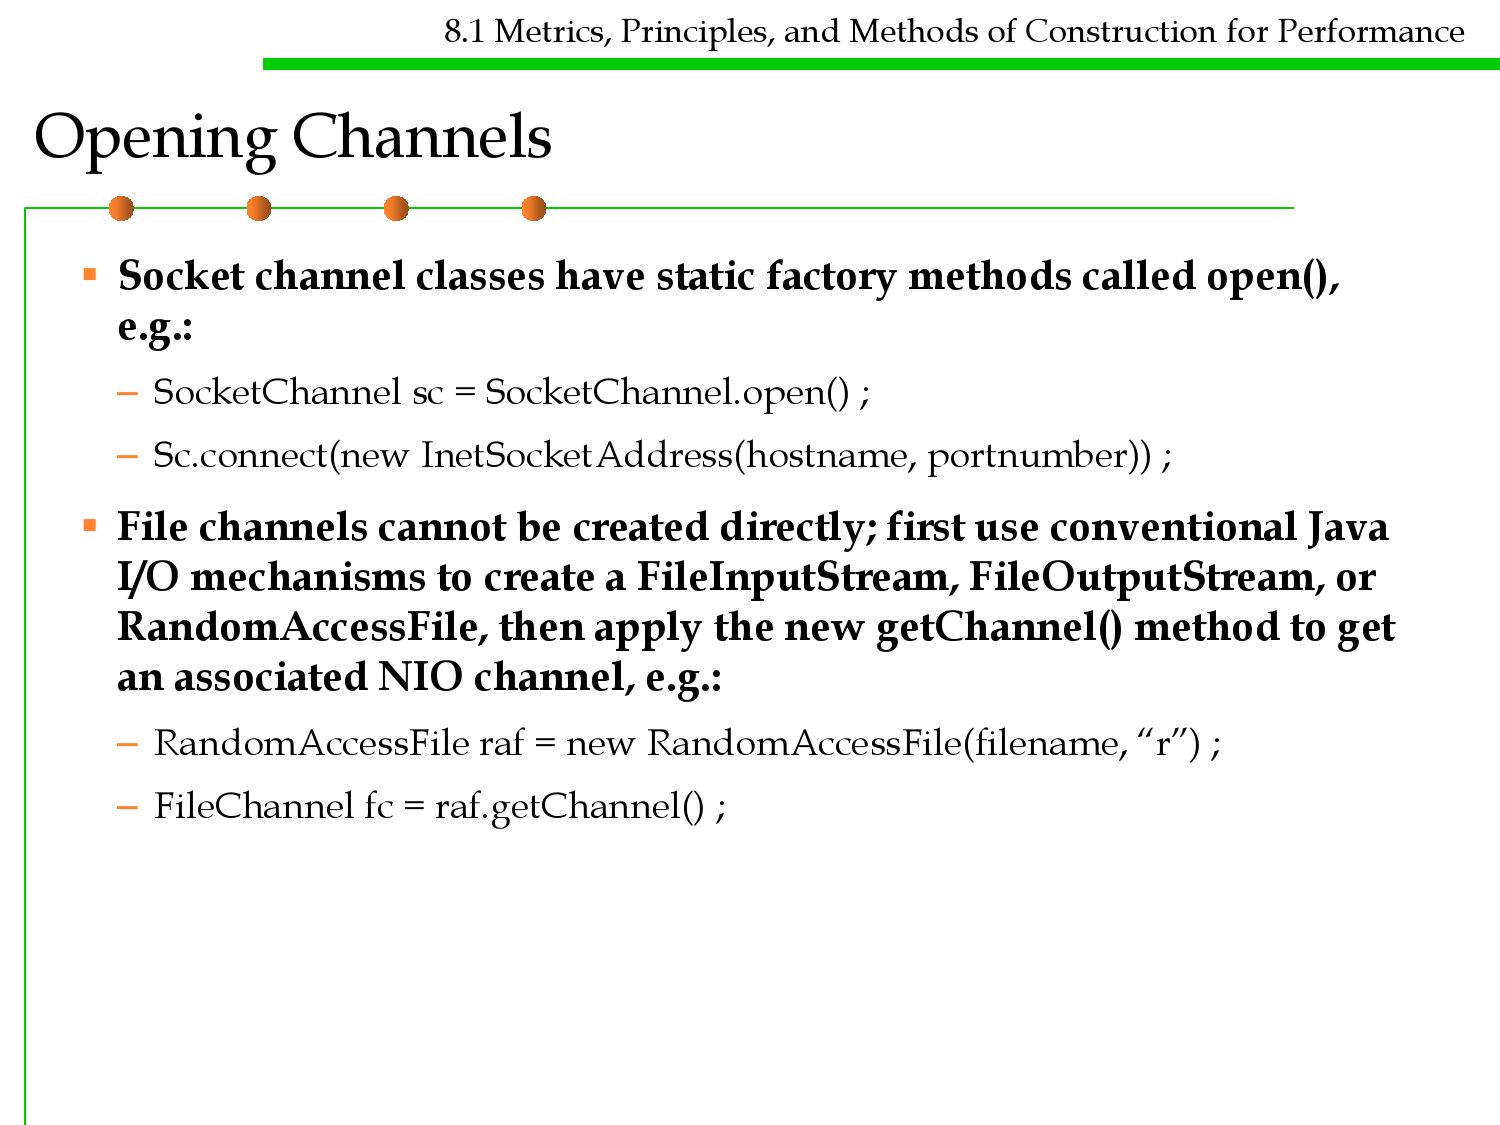 8.1 Metrics, Principles, and Methods of Construction for Performance
Opening Channels
▪ Socket channel classes have static factory methods called open(),
e.g.:
– SocketChannel sc = SocketChannel.open() ;
– Sc.connect(new InetSocketAddress(hostname, portnumber)) ;
▪ File channels cannot be created directly; first use conventional Java
I/O mechanisms to create a FileInputStream, FileOutputStream, or
RandomAccessFile, then apply the new getChannel() method to get
an associated NIO channel, e.g.:
– RandomAccessFile raf = new RandomAccessFile(filename, “r”) ;
– FileChannel fc = raf.getChannel() ;